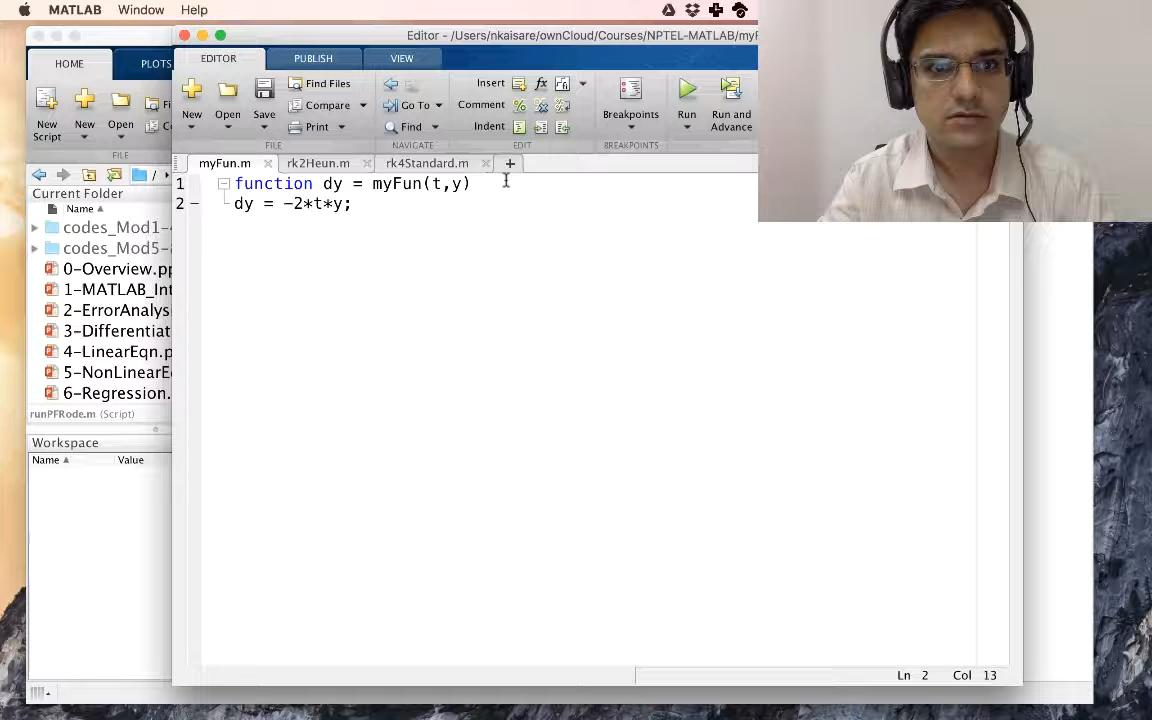 MATLAB Window Help
Editor - /Users/nkaisare/ownCloud/Courses/NPTEL-MATLAB/myF
HOME PLOTS EDITOR PUBLISH VIEW
New Script New Open Fi
FILE
New Open Save Find Files Compare Print
FILE
Go To Find
NAVIGATE
Insert fx
Comment
Indent
EDIT
Breakpoints
BREAKPOINTS
Run Run and Advance
myFun.m rk2Heun.m rk4Standard.m
Current Folder
Name
codes_Mod1-4
codes_Mod5-
0-Overview.pp
1-MATLAB_Int
2-ErrorAnalys
3-Differentiat
4-LinearEqn.p
5-NonLinearE
6-Regression.
runPFRode.m (Script)
Workspace
Name Value
1 function dy = myFun(t,y)
2 – dy = –2*t*y;
Ln 2 Col 13